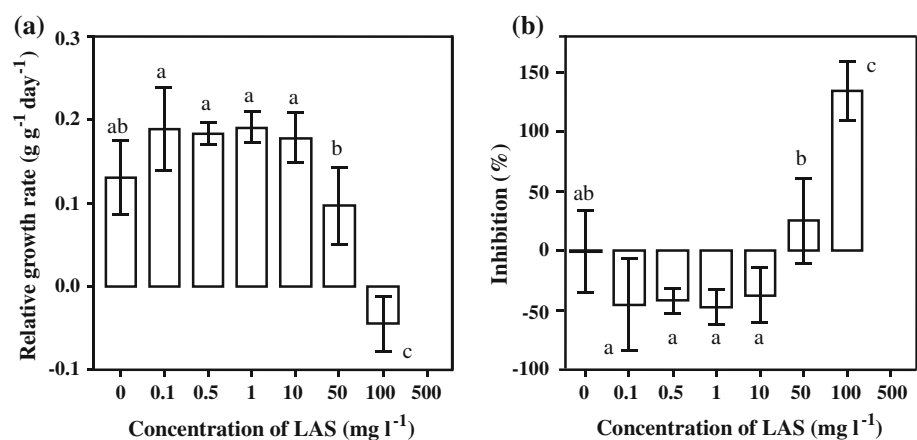 (a)
Relative growth rate (g g⁻¹ day⁻¹)
0.3
0.2
0.1
0.0
-0.1
ab
a
a
a
a
b
c
0 0.1 0.5 1 10 50 100 500
Concentration of LAS (mg l⁻¹)
(b)
Inhibition (%)
150
100
50
0
-50
-100
ab
a
a
a
a
b
c
0 0.1 0.5 1 10 50 100 500
Concentration of LAS (mg l⁻¹)